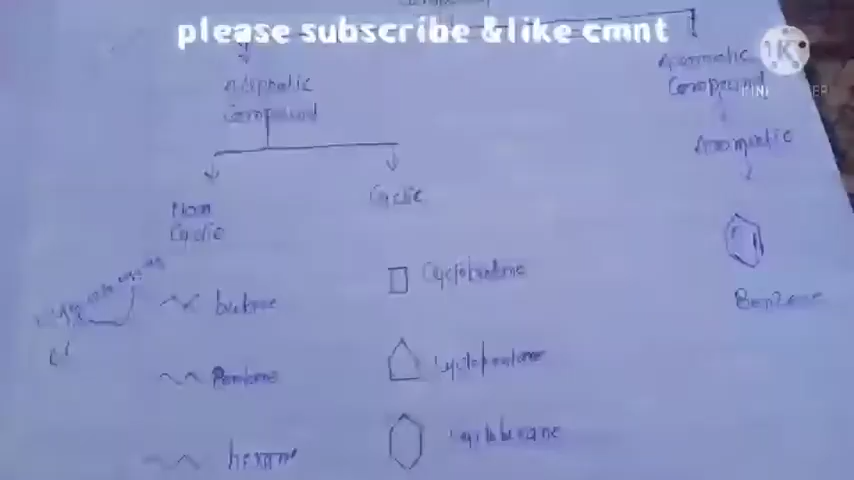 please subscribe &like cmnt
Compound
Aromatic
Compound
Aliphatic
Compound
Aromatic
Non
Cyclic
Cyclic
Cyclobutane
butane
Benzene
Cyclopentane
Pentane
Cyclohexane
hexane